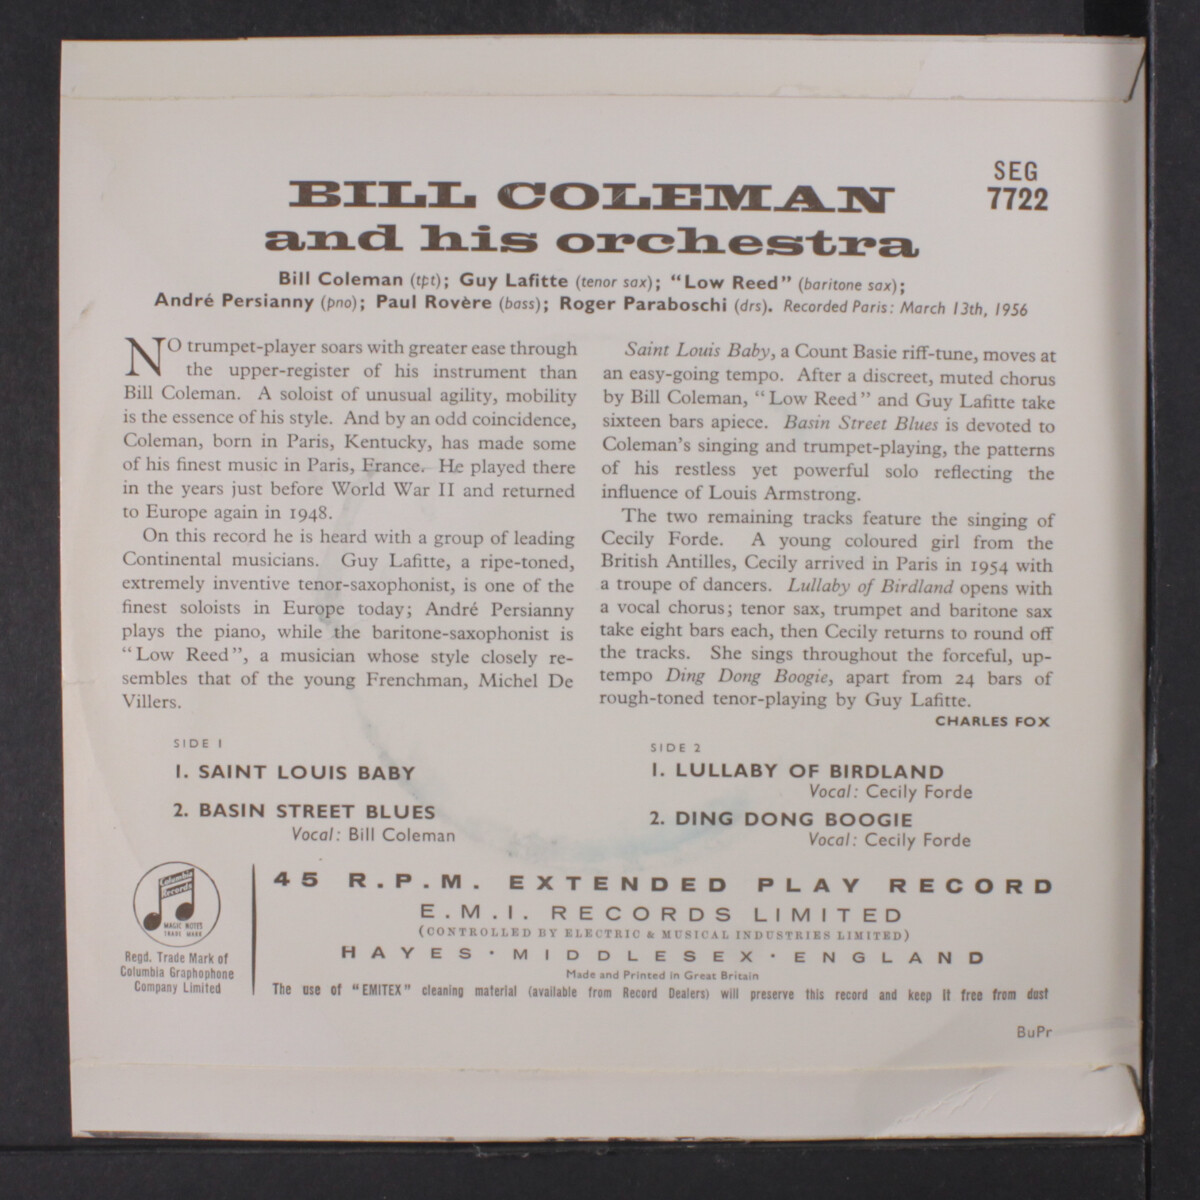 SEG
7722
BILL COLEMAN
and his orchestra
Bill Coleman (tpt); Guy Lafitte (tenor sax); "Low Reed" (baritone sax);
André Persianny (pno); Paul Rovère (bass); Roger Paraboschi (drs). Recorded Paris: March 13th, 1956
NO trumpet-player soars with greater ease through
the upper-register of his instrument than
Bill Coleman. A soloist of unusual agility, mobility
is the essence of his style. And by an odd coincidence,
Coleman, born in Paris, Kentucky, has made some
of his finest music in Paris, France. He played there
in the years just before World War II and returned
to Europe again in 1948.
On this record he is heard with a group of leading
Continental musicians. Guy Lafitte, a ripe-toned,
extremely inventive tenor-saxophonist, is one of the
finest soloists in Europe today; André Persianny
plays the piano, while the baritone-saxophonist is
"Low Reed", a musician whose style closely re-
sembles that of the young Frenchman, Michel De
Villers.
Saint Louis Baby, a Count Basie riff-tune, moves at
an easy-going tempo. After a discreet, muted chorus
by Bill Coleman, "Low Reed" and Guy Lafitte take
sixteen bars apiece. Basin Street Blues is devoted to
Coleman's singing and trumpet-playing, the patterns
of his restless yet powerful solo reflecting the
influence of Louis Armstrong.
The two remaining tracks feature the singing of
Cecily Forde. A young coloured girl from the
British Antilles, Cecily arrived in Paris in 1954 with
a troupe of dancers. Lullaby of Birdland opens with
a vocal chorus; tenor sax, trumpet and baritone sax
take eight bars each, then Cecily returns to round off
the tracks. She sings throughout the forceful, up-
tempo Ding Dong Boogie, apart from 24 bars of
rough-toned tenor-playing by Guy Lafitte.
CHARLES FOX
SIDE 1
1. SAINT LOUIS BABY
2. BASIN STREET BLUES
Vocal: Bill Coleman
SIDE 2
1. LULLABY OF BIRDLAND
Vocal: Cecily Forde
2. DING DONG BOOGIE
Vocal: Cecily Forde
Columbia
Records
MAGIC NOTES
TRADE MARK
Regd. Trade Mark of
Columbia Graphophone
Company Limited
45 R.P.M. EXTENDED PLAY RECORD
E.M.I. RECORDS LIMITED
(CONTROLLED BY ELECTRIC & MUSICAL INDUSTRIES LIMITED)
HAYES · MIDDLESEX · ENGLAND
Made and Printed in Great Britain
The use of "EMITEX" cleaning material (available from Record Dealers) will preserve this record and keep it free from dust
BuPr